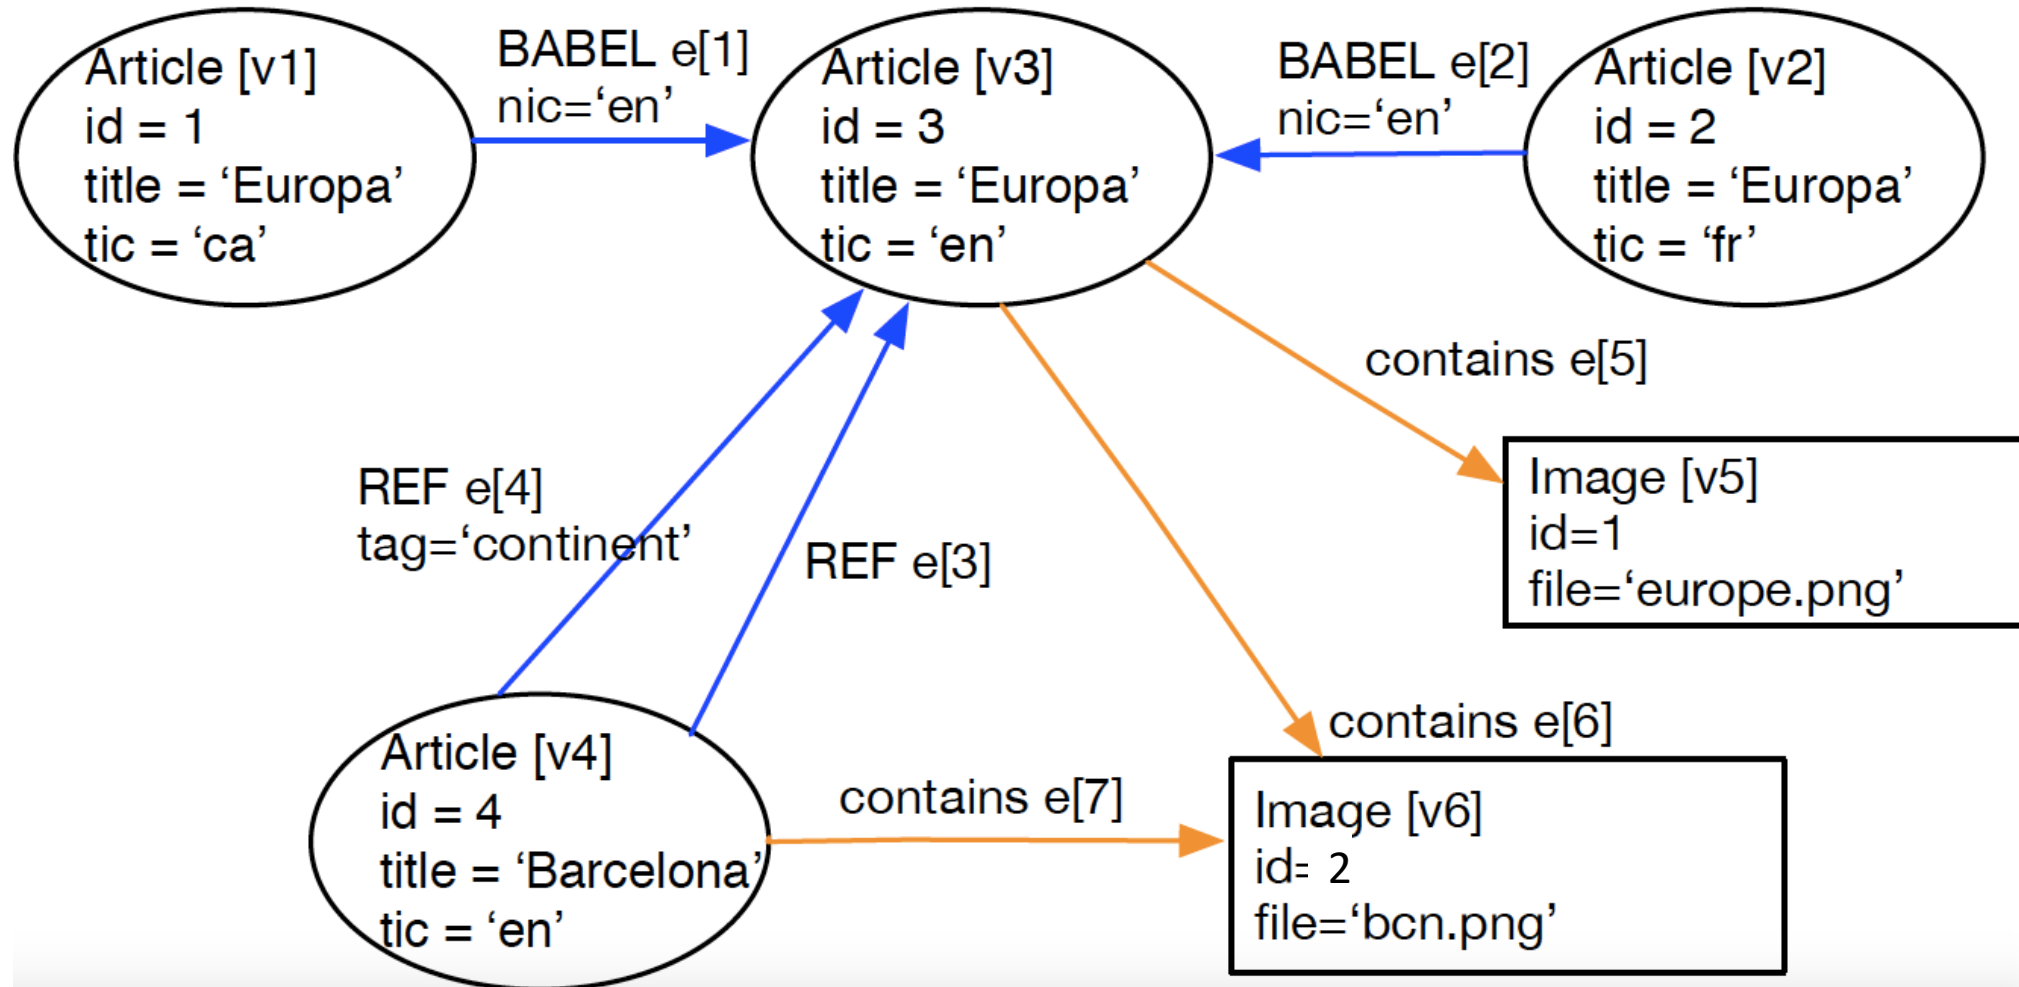 Article [v1]
id = 1
title = ‘Europa’
tic = ‘ca’
BABEL e[1]
nic=‘en’
Article [v3]
id = 3
title = ‘Europa’
tic = ‘en’
BABEL e[2]
nic=‘en’
Article [v2]
id = 2
title = ‘Europa’
tic = ‘fr’
contains e[5]
REF e[4]
tag=‘continent’
REF e[3]
Image [v5]
id=1
file=‘europe.png’
contains e[6]
Article [v4]
id = 4
title = ‘Barcelona’
tic = ‘en’
contains e[7]
Image [v6]
id= 2
file=‘bcn.png’